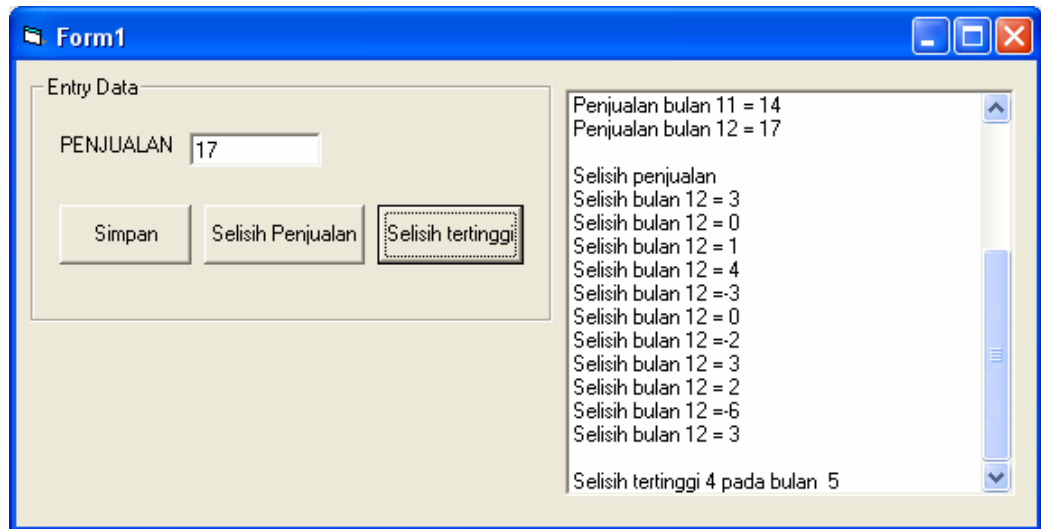 Form1
Entry Data
PENJUALAN 17
Simpan Selisih Penjualan Selisih tertinggi
Penjualan bulan 11 = 14
Penjualan bulan 12 = 17
Selisih penjualan
Selisih bulan 12 = 3
Selisih bulan 12 = 0
Selisih bulan 12 = 1
Selisih bulan 12 = 4
Selisih bulan 12 =-3
Selisih bulan 12 = 0
Selisih bulan 12 =-2
Selisih bulan 12 = 3
Selisih bulan 12 = 2
Selisih bulan 12 =-6
Selisih bulan 12 = 3
Selisih tertinggi 4 pada bulan  5